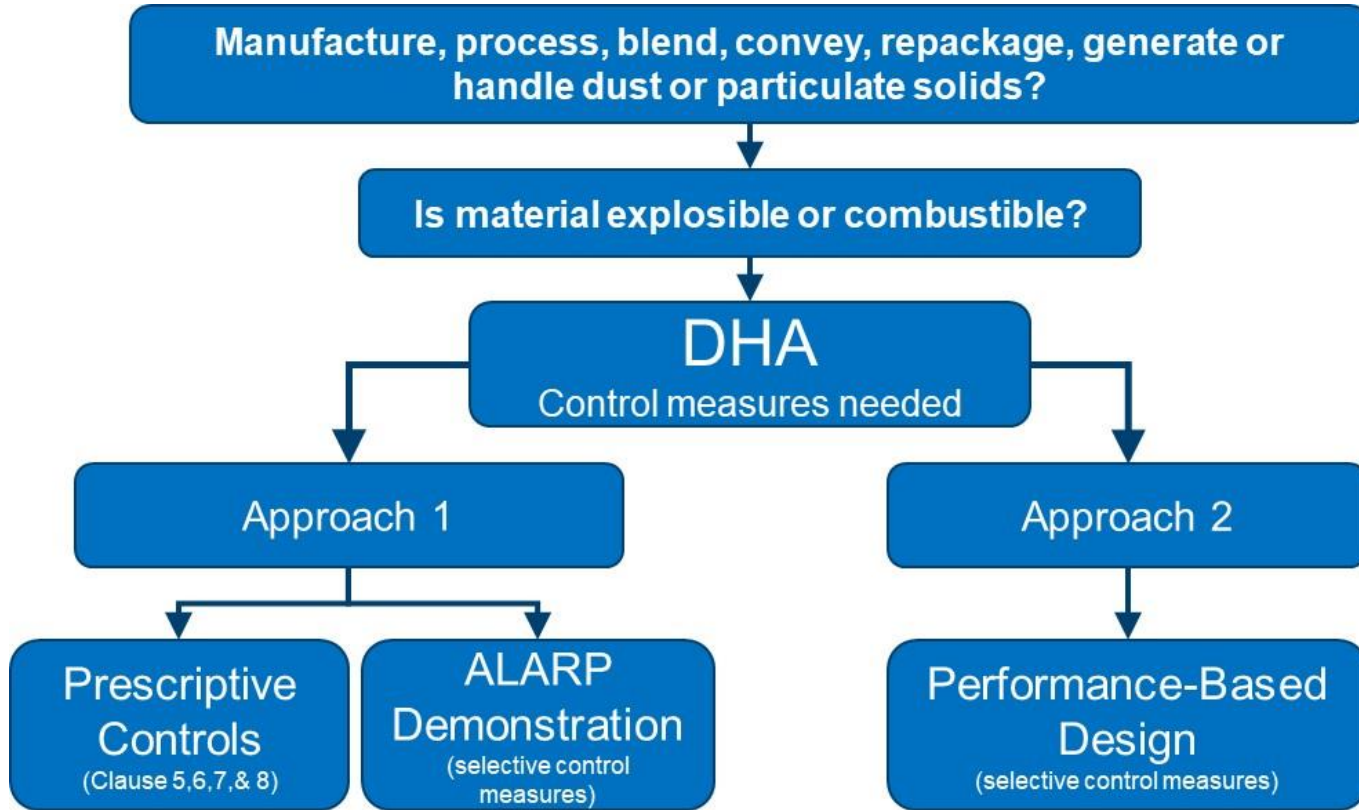 Manufacture, process, blend, convey, repackage, generate or
handle dust or particulate solids?
Is material explosible or combustible?
DHA
Control measures needed
Approach 1
Approach 2
Prescriptive
Controls
(Clause 5,6,7,& 8)
ALARP
Demonstration
(selective control
measures)
Performance-Based
Design
(selective control measures)